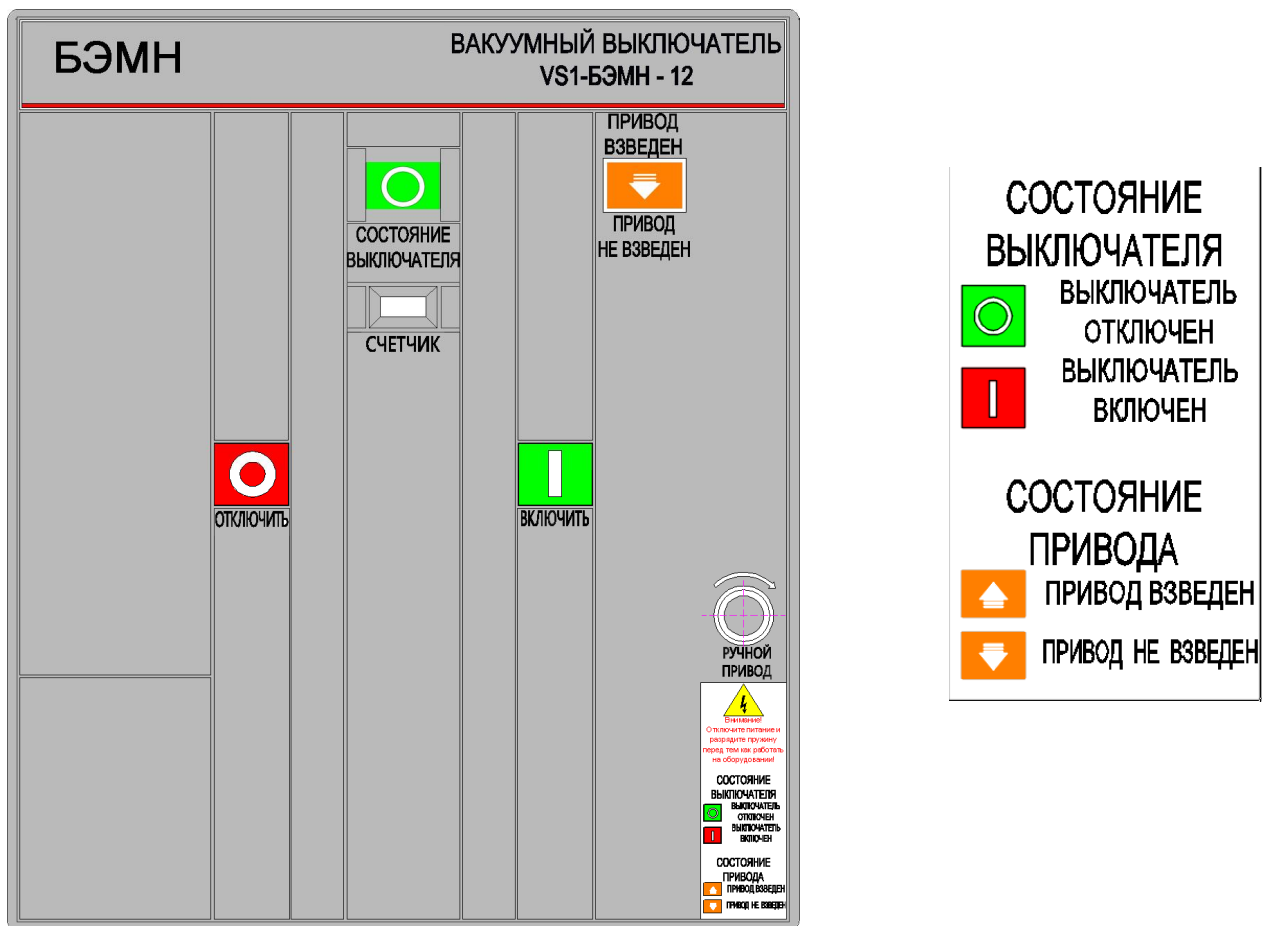 БЭМН
ВАКУУМНЫЙ ВЫКЛЮЧАТЕЛЬ
VS1-БЭМН - 12
ПРИВОД
ВЗВЕДЕН
ПРИВОД
НЕ ВЗВЕДЕН
СОСТОЯНИЕ
ВЫКЛЮЧАТЕЛЯ
СЧЕТЧИК
ОТКЛЮЧИТЬ
ВКЛЮЧИТЬ
РУЧНОЙ
ПРИВОД
Внимание!
Отключите питание и
разрядите пружину
перед тем как работать
на оборудовании!
СОСТОЯНИЕ
ВЫКЛЮЧАТЕЛЯ
ВЫКЛЮЧАТЕЛЬ
ОТКЛЮЧЕН
ВЫКЛЮЧАТЕЛЬ
ВКЛЮЧЕН
СОСТОЯНИЕ
ПРИВОДА
ПРИВОД ВЗВЕДЕН
ПРИВОД НЕ ВЗВЕДЕН
СОСТОЯНИЕ
ВЫКЛЮЧАТЕЛЯ
ВЫКЛЮЧАТЕЛЬ
ОТКЛЮЧЕН
ВЫКЛЮЧАТЕЛЬ
ВКЛЮЧЕН
СОСТОЯНИЕ
ПРИВОДА
ПРИВОД ВЗВЕДЕН
ПРИВОД НЕ ВЗВЕДЕН